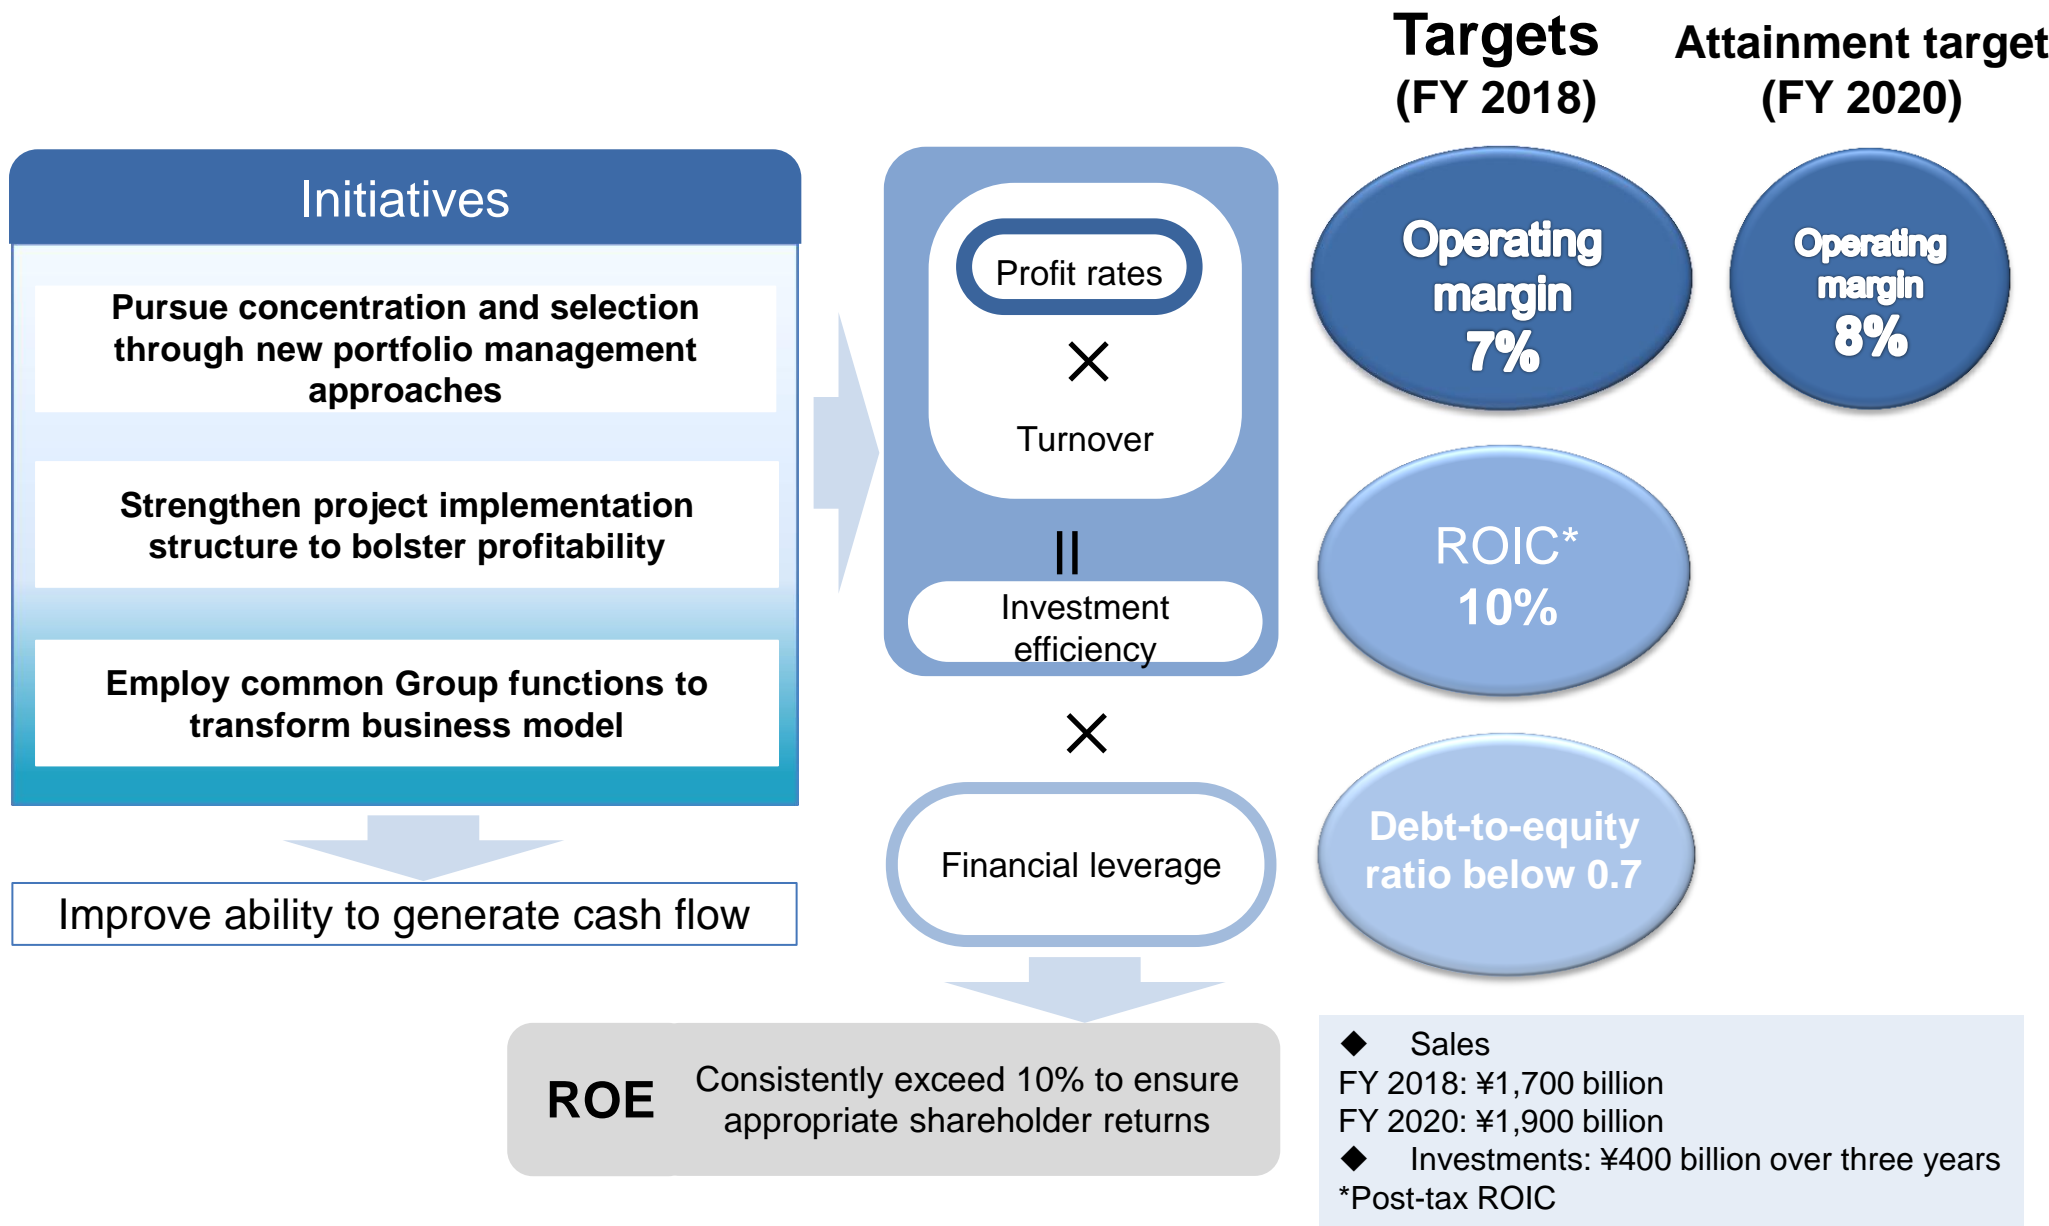 Targets
(FY 2018)
Attainment target
(FY 2020)
Initiatives
Pursue concentration and selection
through new portfolio management
approaches
Strengthen project implementation
structure to bolster profitability
Employ common Group functions to
transform business model
Improve ability to generate cash flow
Profit rates
×
Turnover
=
Investment
efficiency
×
Financial leverage
Operating
margin
7%
Operating
margin
8%
ROIC*
10%
Debt-to-equity
ratio below 0.7
ROE
Consistently exceed 10% to ensure
appropriate shareholder returns
◆ Sales
FY 2018: ¥1,700 billion
FY 2020: ¥1,900 billion
◆ Investments: ¥400 billion over three years
*Post-tax ROIC